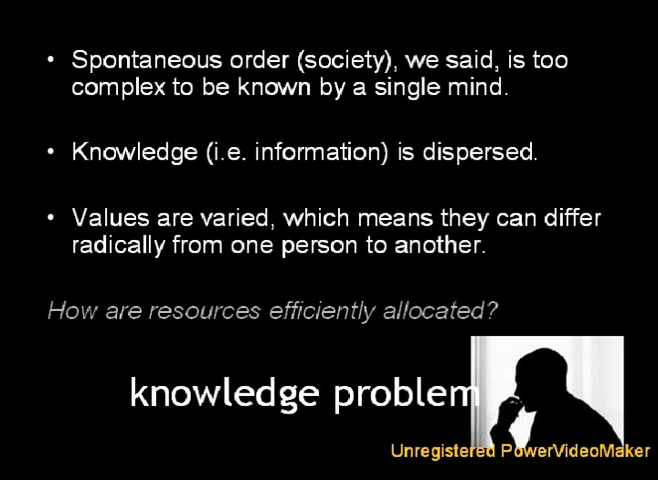 • Spontaneous order (society), we said, is too
complex to be known by a single mind.
• Knowledge (i.e. information) is dispersed.
• Values are varied, which means they can differ
radically from one person to another.
How are resources efficiently allocated?
knowledge problem
Unregistered PowerVideoMaker